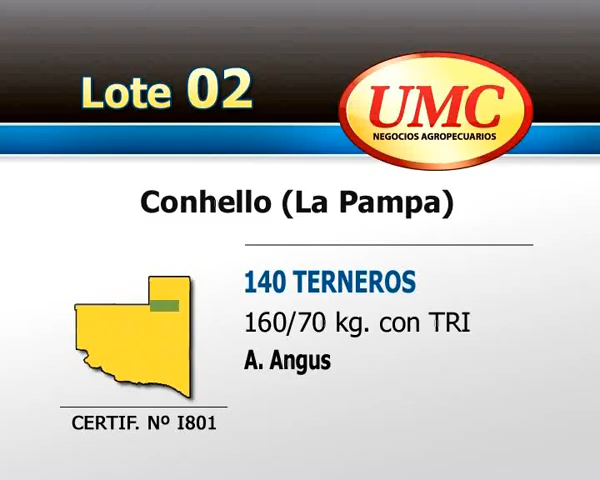 Lote 02
UMC
NEGOCIOS AGROPECUARIOS
Conhello (La Pampa)
140 TERNEROS
160/70 kg. con TRI
A. Angus
CERTIF. Nº I801